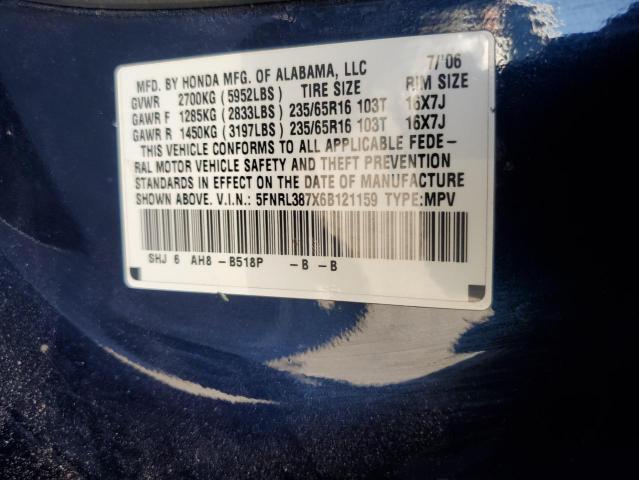 MFD. BY HONDA MFG. OF ALABAMA, LLC 7/'06
GVWR 2700KG (5952LBS) TIRE SIZE RIM SIZE
GAWR F 1285KG (2833LBS) 235/65R16 103T 16X7J
GAWR R 1450KG (3197LBS) 235/65R16 103T 16X7J
THIS VEHICLE CONFORMS TO ALL APPLICABLE FEDE-
RAL MOTOR VEHICLE SAFETY AND THEFT PREVENTION
STANDARDS IN EFFECT ON THE DATE OF MANUFACTURE
SHOWN ABOVE. V.I.N.: 5FNRL387X6B121159 TYPE:MPV
SHJ 6 AH8 -B518P -B -B